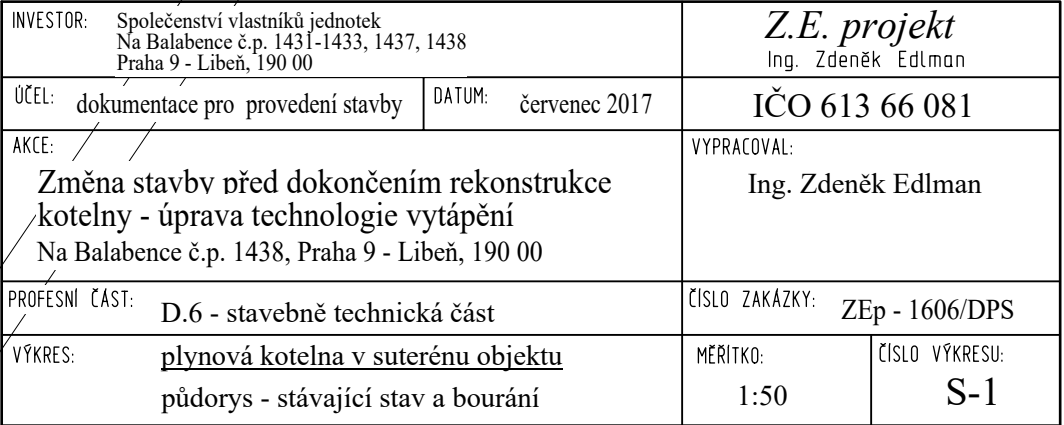 INVESTOR:
Společenství vlastníků jednotek
Na Balabence č.p. 1431-1433, 1437, 1438
Praha 9 - Libeň, 190 00
Z.E. projekt
Ing. Zdeněk Edlman
ÚČEL: dokumentace pro provedení stavby
DATUM: červenec 2017
IČO 613 66 081
AKCE:
Změna stavby před dokončením rekonstrukce
kotelny - úprava technologie vytápění
Na Balabence č.p. 1438, Praha 9 - Libeň, 190 00
VYPRACOVAL:
Ing. Zdeněk Edlman
PROFESNÍ ČÁST: D.6 - stavebně technická část
ČÍSLO ZAKÁZKY: ZEp - 1606/DPS
VÝKRES: plynová kotelna v suterénu objektu
půdorys - stávající stav a bourání
MĚŘÍTKO:
1:50
ČÍSLO VÝKRESU:
S-1